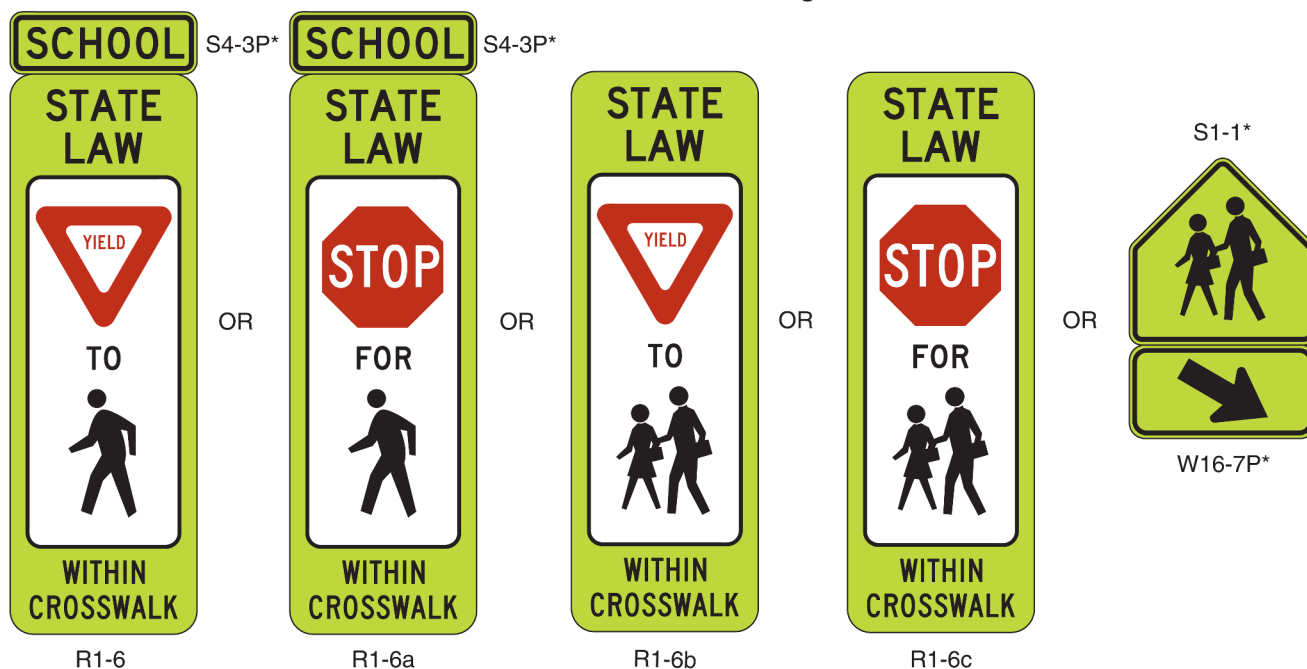 SCHOOL S4-3P*
STATE
LAW
YIELD
TO
WITHIN
CROSSWALK
R1-6
OR
SCHOOL S4-3P*
STATE
LAW
STOP
FOR
WITHIN
CROSSWALK
R1-6a
OR
STATE
LAW
YIELD
TO
WITHIN
CROSSWALK
R1-6b
OR
STATE
LAW
STOP
FOR
WITHIN
CROSSWALK
R1-6c
OR
S1-1*
W16-7P*